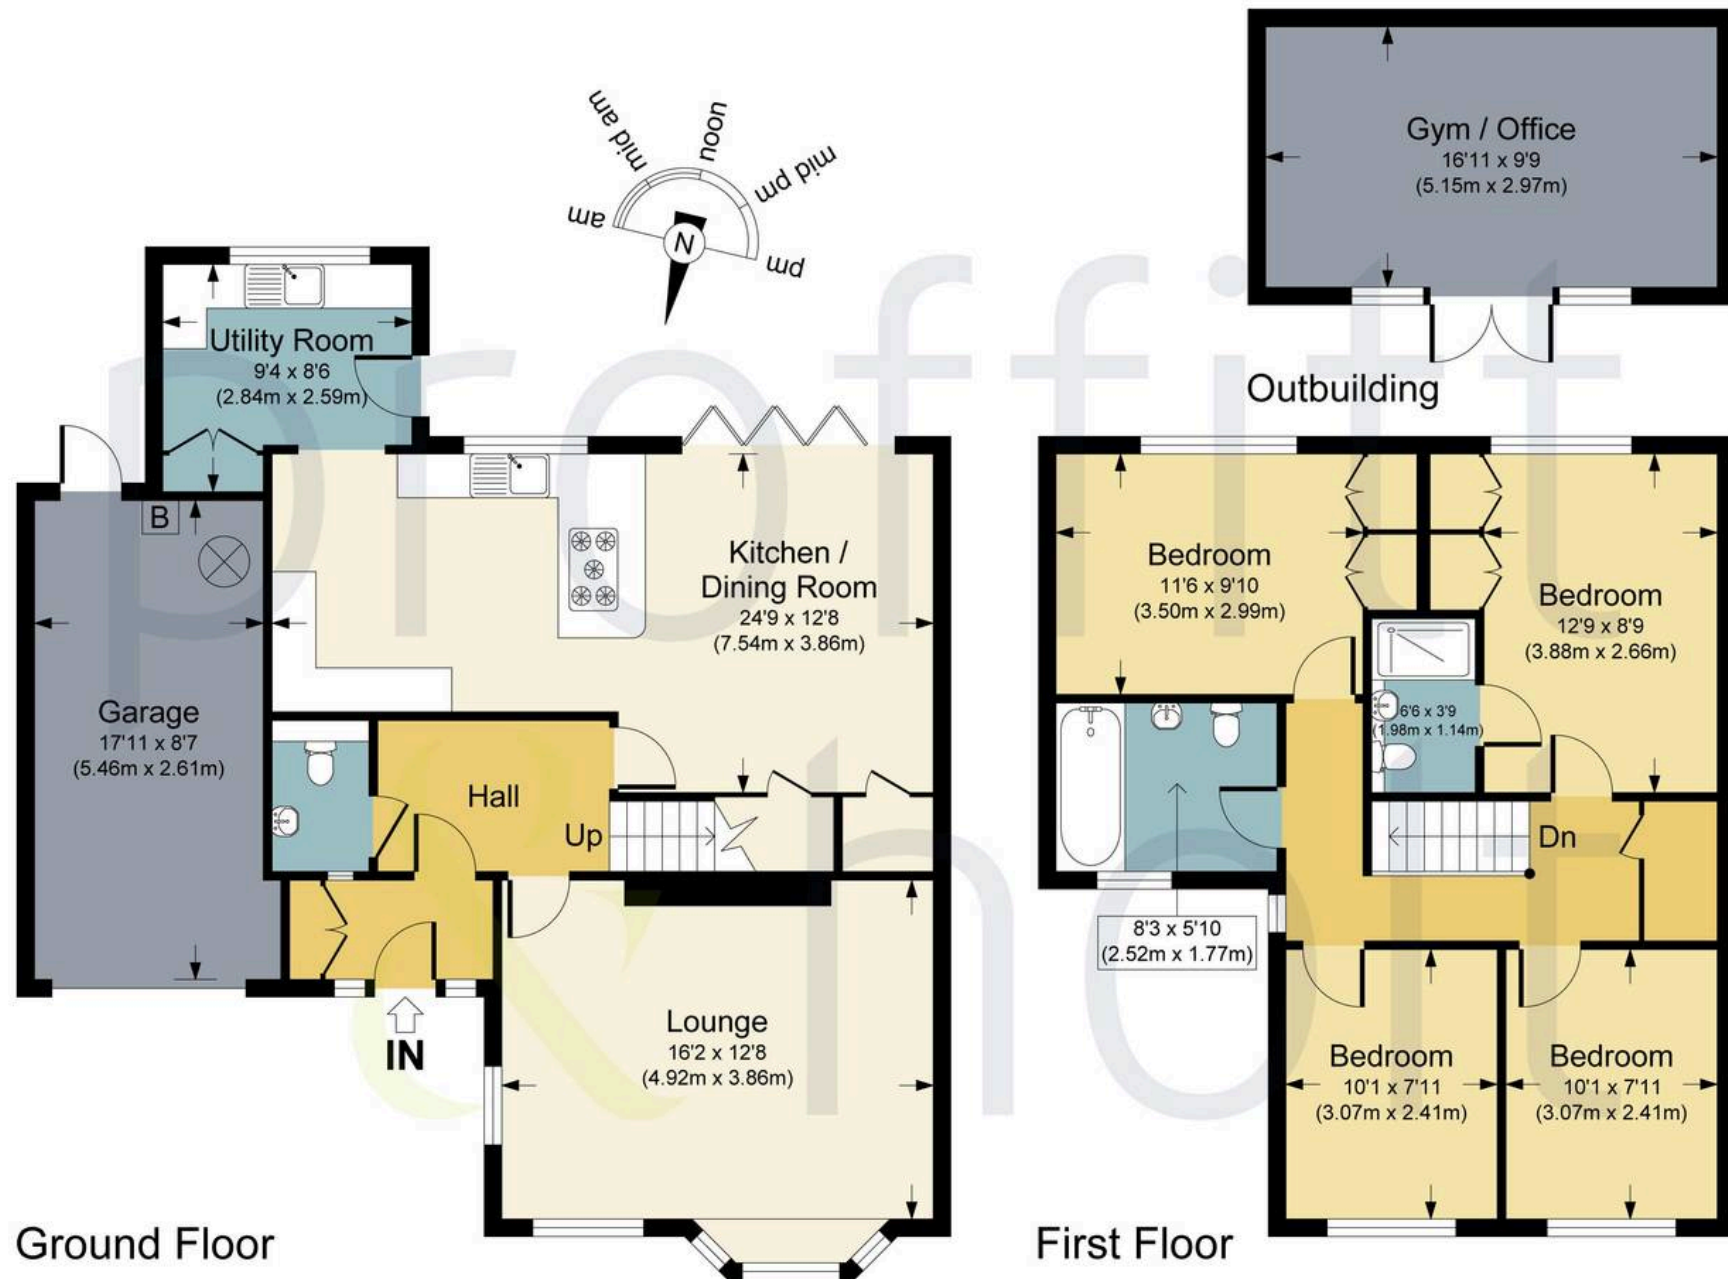 Gym / Office
16'11 x 9'9
(5.15m x 2.97m)
Outbuilding
am
mid am
noon
mid pm
pm
N
Utility Room
9'4 x 8'6
(2.84m x 2.59m)
B
Kitchen /
Dining Room
24'9 x 12'8
(7.54m x 3.86m)
Garage
17'11 x 8'7
(5.46m x 2.61m)
Hall
Up
IN
Lounge
16'2 x 12'8
(4.92m x 3.86m)
Ground Floor
Bedroom
11'6 x 9'10
(3.50m x 2.99m)
Bedroom
12'9 x 8'9
(3.88m x 2.66m)
6'6 x 3'9
(1.98m x 1.14m)
Dn
8'3 x 5'10
(2.52m x 1.77m)
Bedroom
10'1 x 7'11
(3.07m x 2.41m)
Bedroom
10'1 x 7'11
(3.07m x 2.41m)
First Floor
proffitt
& holt